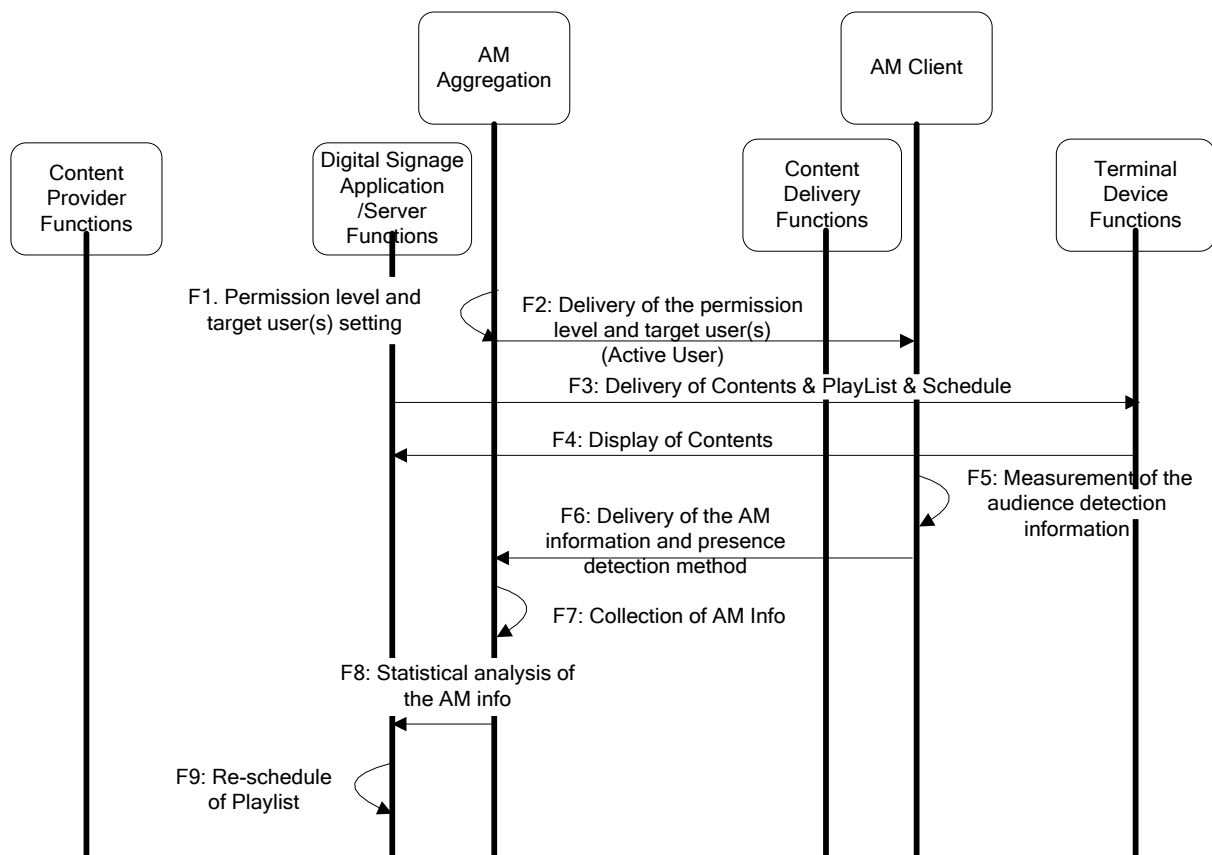 AM
Aggregation
AM Client
Content
Provider
Functions
Digital Signage
Application
/Server
Functions
Content
Delivery
Functions
Terminal
Device
Functions
F1. Permission level and
target user(s) setting
F2: Delivery of the permission
level and target user(s)
(Active User)
F3: Delivery of Contents & PlayList & Schedule
F4: Display of Contents
F5: Measurement of the
audience detection
information
F6: Delivery of the AM
information and presence
detection method
F7: Collection of AM Info
F8: Statistical analysis of
the AM info
F9: Re-schedule
of Playlist